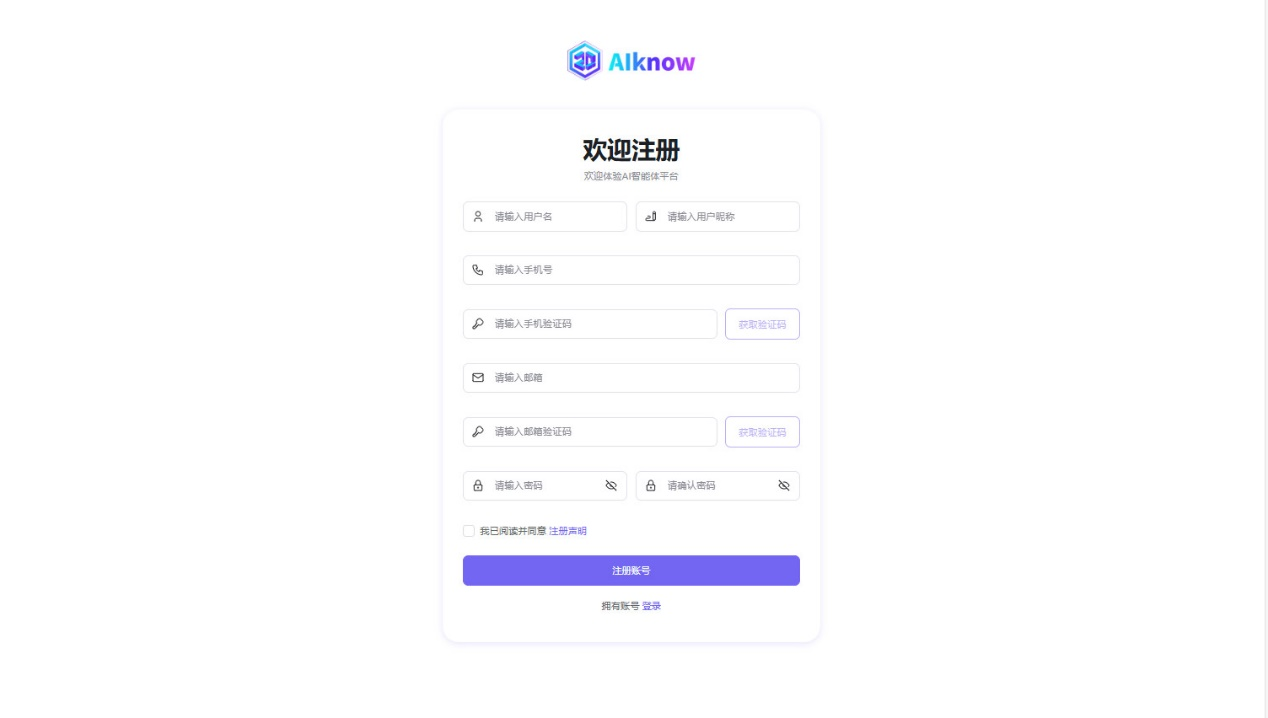 AIknow
欢迎注册
欢迎体验AI智能体平台
请输入用户名 请输入用户昵称
请输入手机号
请输入手机验证码 获取验证码
请输入邮箱
请输入邮箱验证码 获取验证码
请输入密码 请确认密码
我已阅读并同意 注册声明
注册账号
拥有账号 登录